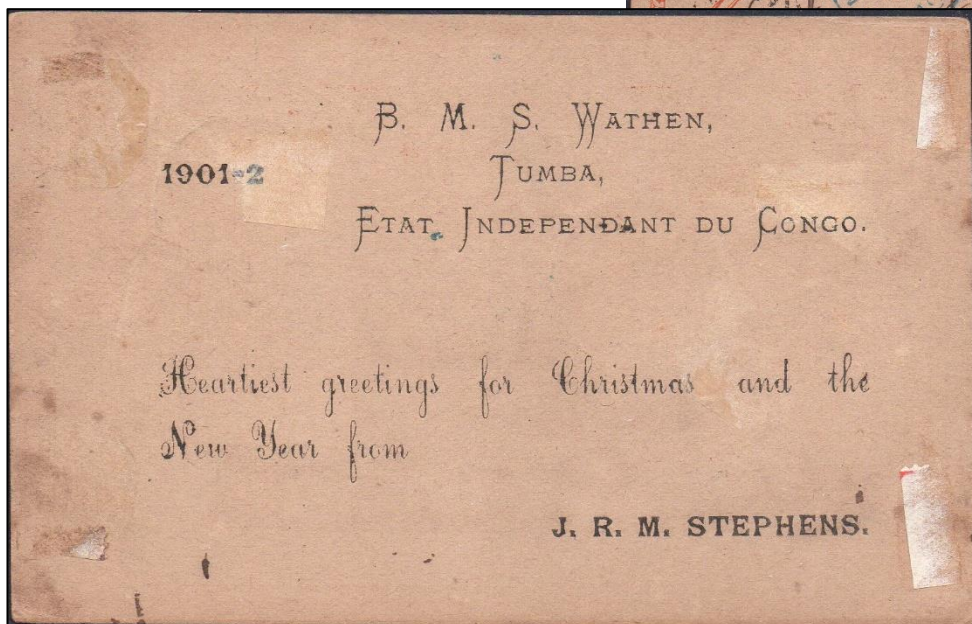 B. M. S. WATHEN,
1901-2 TUMBA,
ETAT INDEPENDANT DU CONGO.
Heartiest greetings for Christmas and the
New Year from
J. R. M. STEPHENS.